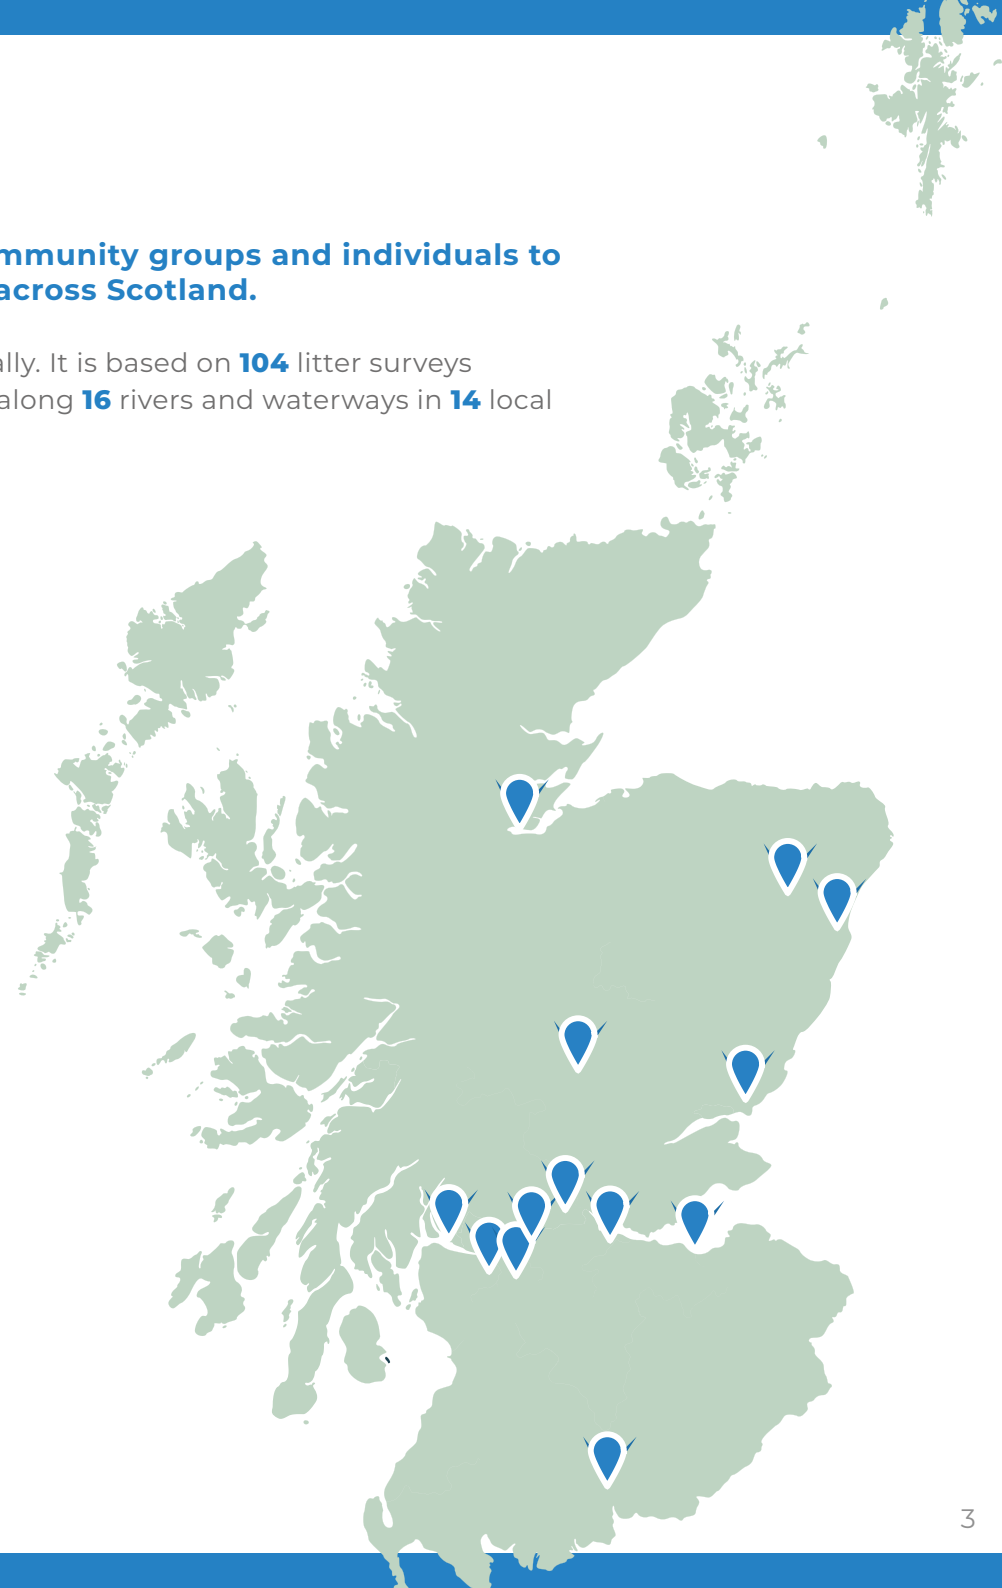 mmunity groups and individuals to
across Scotland.
ally. It is based on 104 litter surveys
along 16 rivers and waterways in 14 local
3